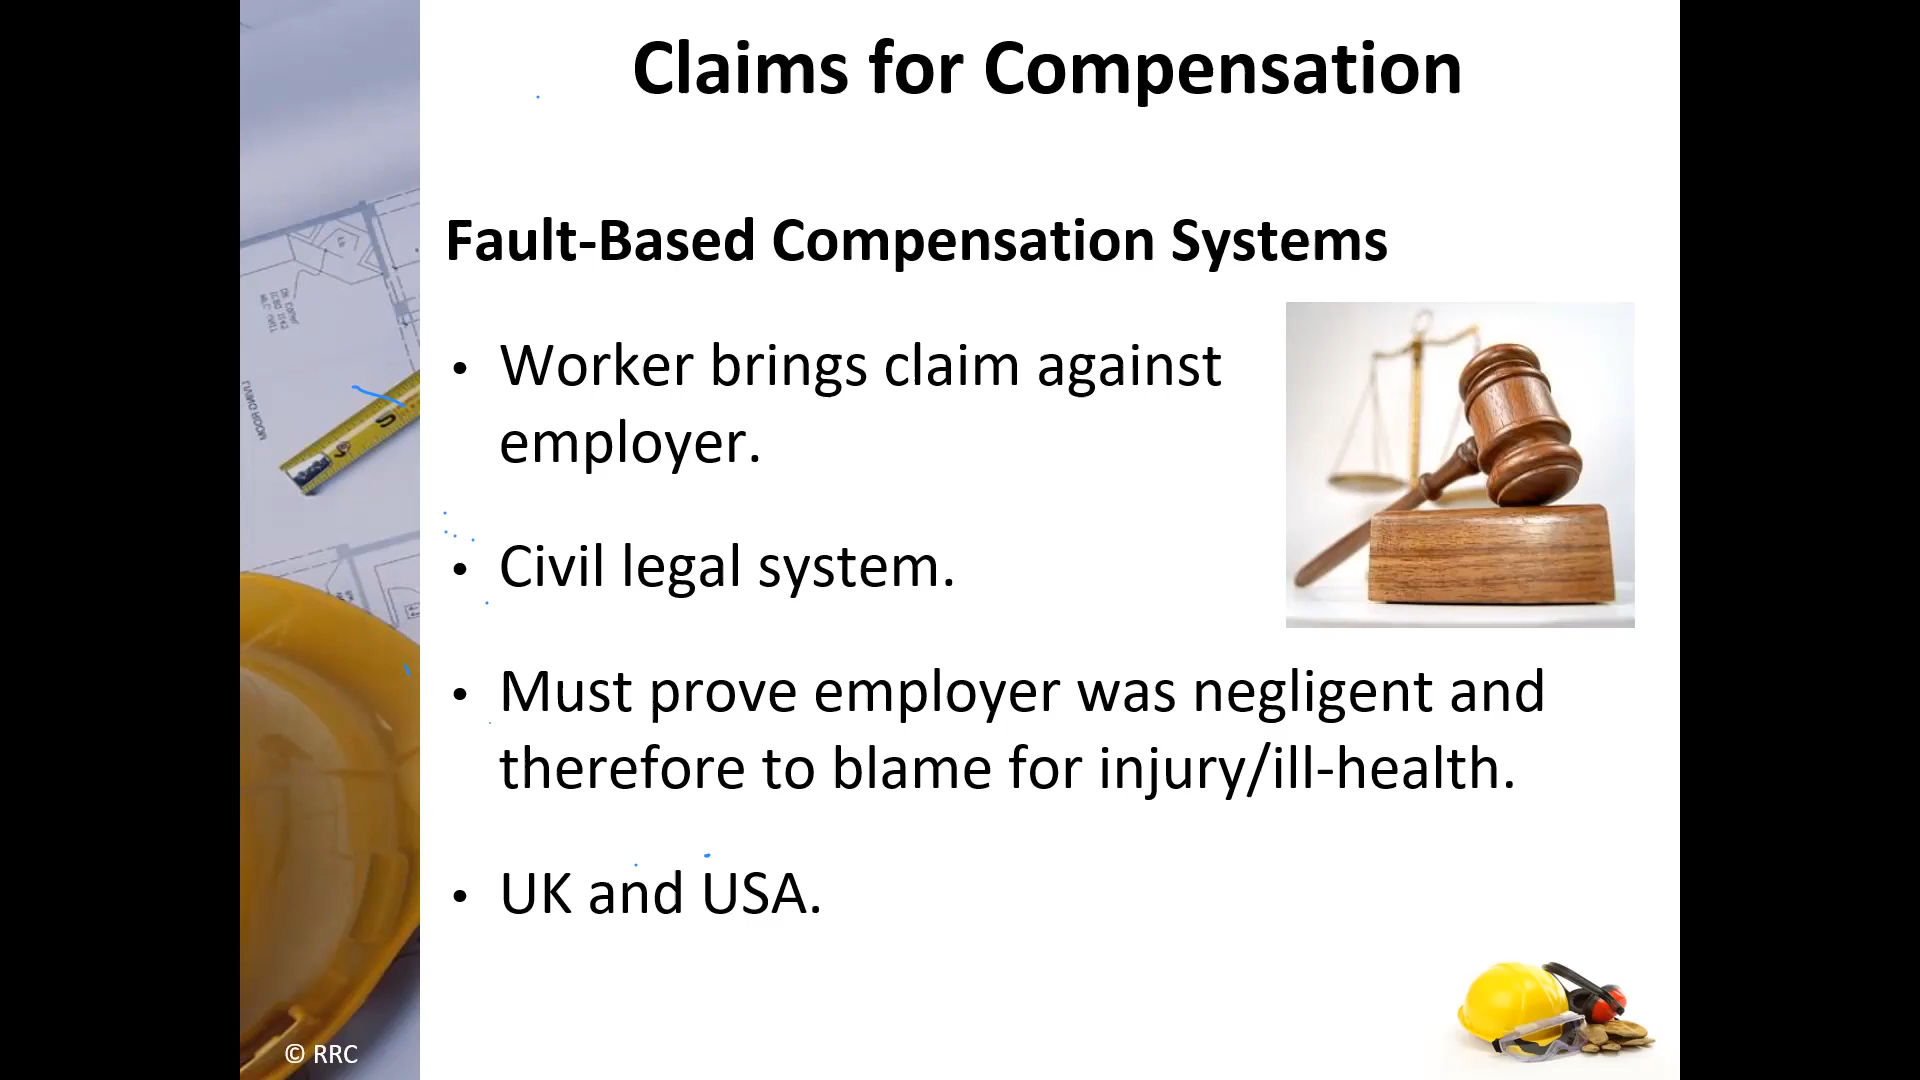 Claims for Compensation
Fault-Based Compensation Systems
• Worker brings claim against
employer.
• Civil legal system.
• Must prove employer was negligent and
therefore to blame for injury/ill-health.
• UK and USA.
© RRC